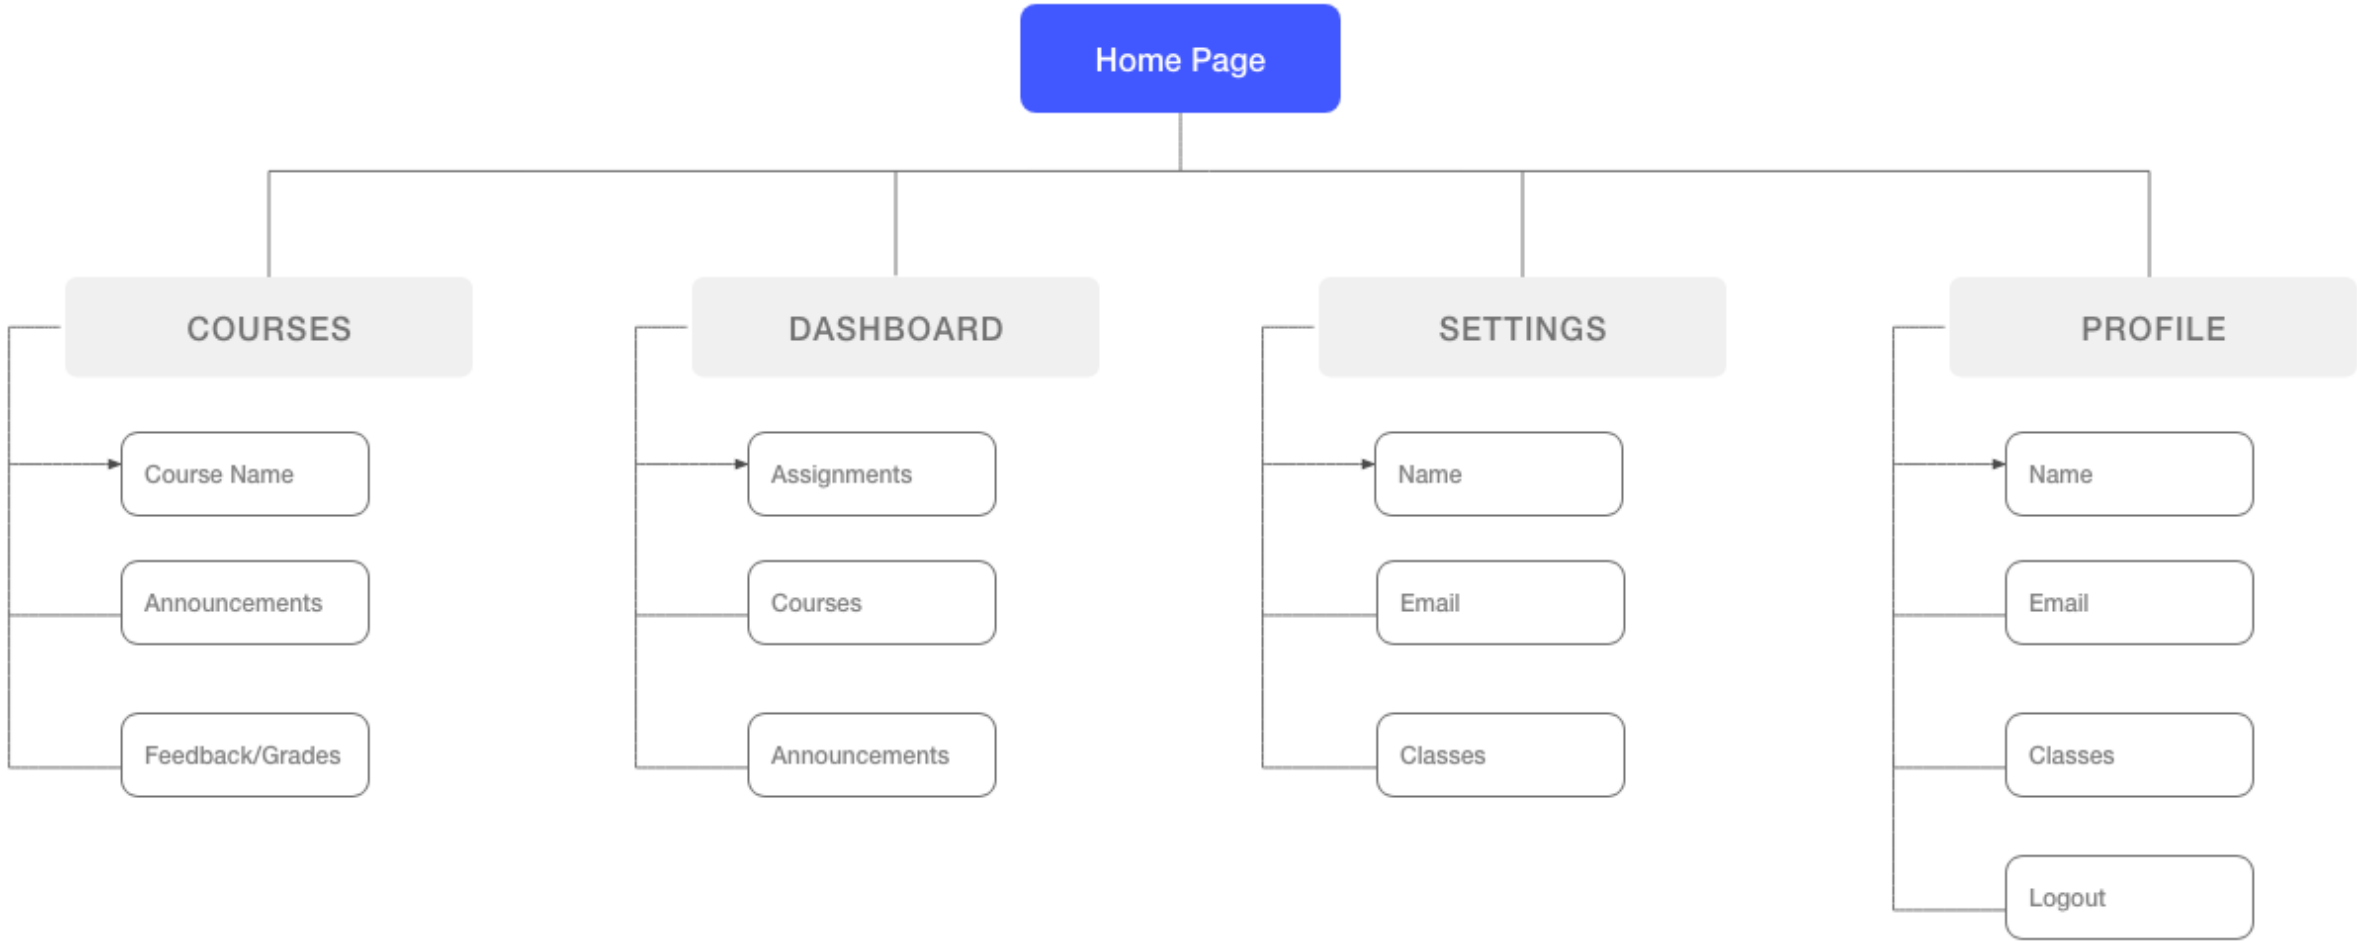 Home Page
COURSES
Course Name
Announcements
Feedback/Grades
DASHBOARD
Assignments
Courses
Announcements
SETTINGS
Name
Email
Classes
PROFILE
Name
Email
Classes
Logout